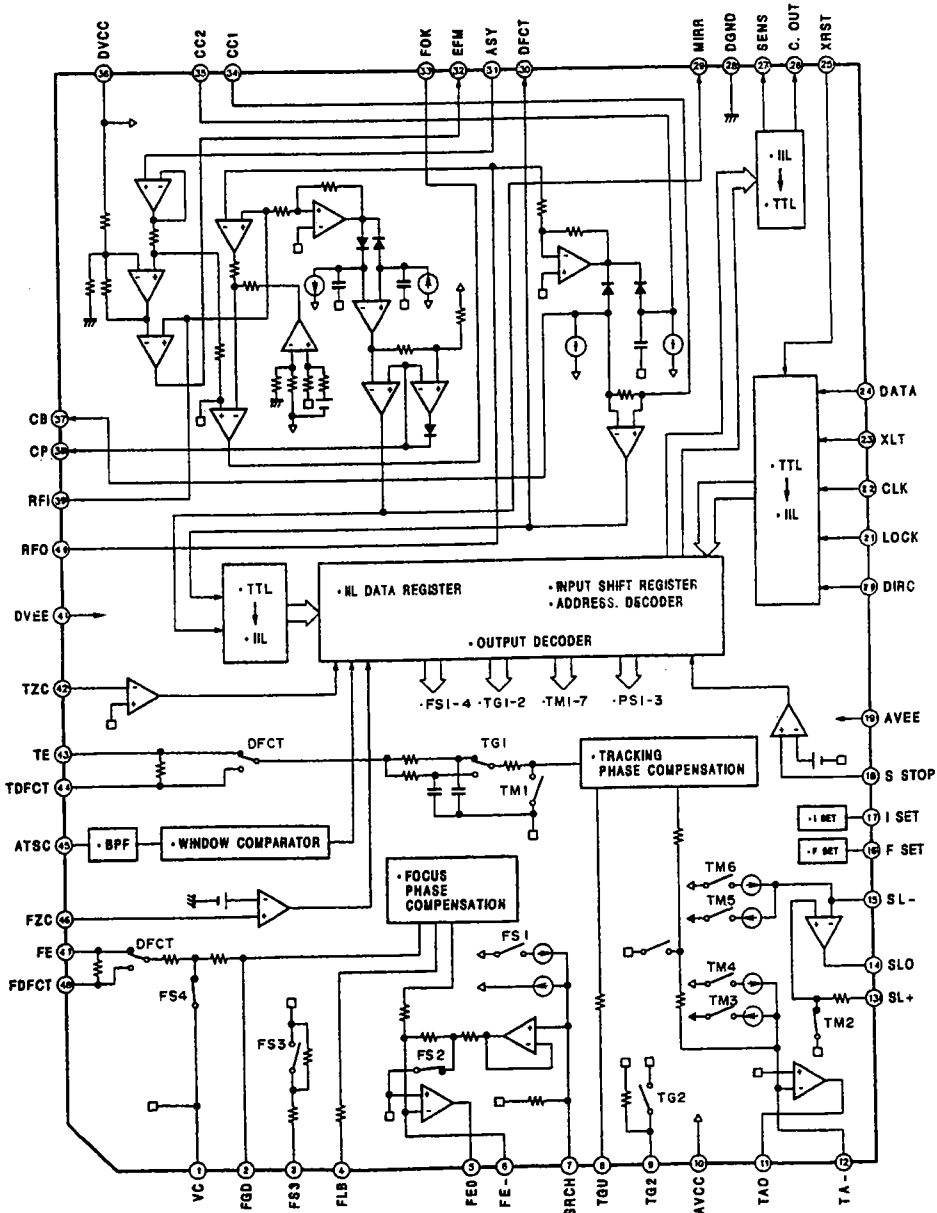 DVCC
CC2
CC1
FOK
EFM
ASY
DFCT
MIRR
DGND
SENS
C. OUT
XRST
36
35
34
33
32
31
30
29
28
27
26
25
• IIL
• TTL
CB 37
CP 38
RFI 39
RFO 40
DVEE 41
TZC 42
TE 43
TDFCT 44
ATSC 45
FZC 46
FE 47
FDFCT 48
24 DATA
23 XLT
22 CLK
21 LOCK
20 DIRC
19 AVEE
18 S STOP
17 I SET
16 F SET
15 SL-
14 SLO
13 SL+
• TTL
• IIL
• TTL
• IIL
• IIL DATA REGISTER
• INPUT SHIFT REGISTER
• ADDRESS. DECODER
• OUTPUT DECODER
•FS1-4 •TG1-2 •TM1-7 •PS1-3
DFCT
TG1
TM1
• TRACKING
PHASE COMPENSATION
• BPF
• WINDOW COMPARATOR
• I SET
• F SET
• FOCUS
PHASE
COMPENSATION
TM6
TM5
TM4
TM3
TM2
DFCT
FS4
FS3
FS1
FS2
TG2
1
2
3
4
5
6
7
8
9
10
11
12
VC
FGD
FS3
FLB
FEO
FE-
SRCH
TGU
TG2
AVCC
TAO
TA-